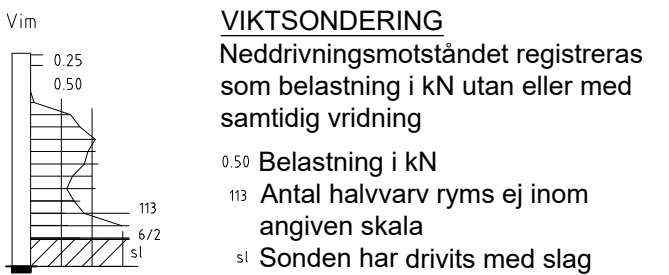 Vim
0.25
0.50
113
6/2
sl
VIKTSONDERING
Neddrivningsmotståndet registreras
som belastning i kN utan eller med
samtidig vridning
0.50 Belastning i kN
113 Antal halvvarv ryms ej inom
angiven skala
sl Sonden har drivits med slag